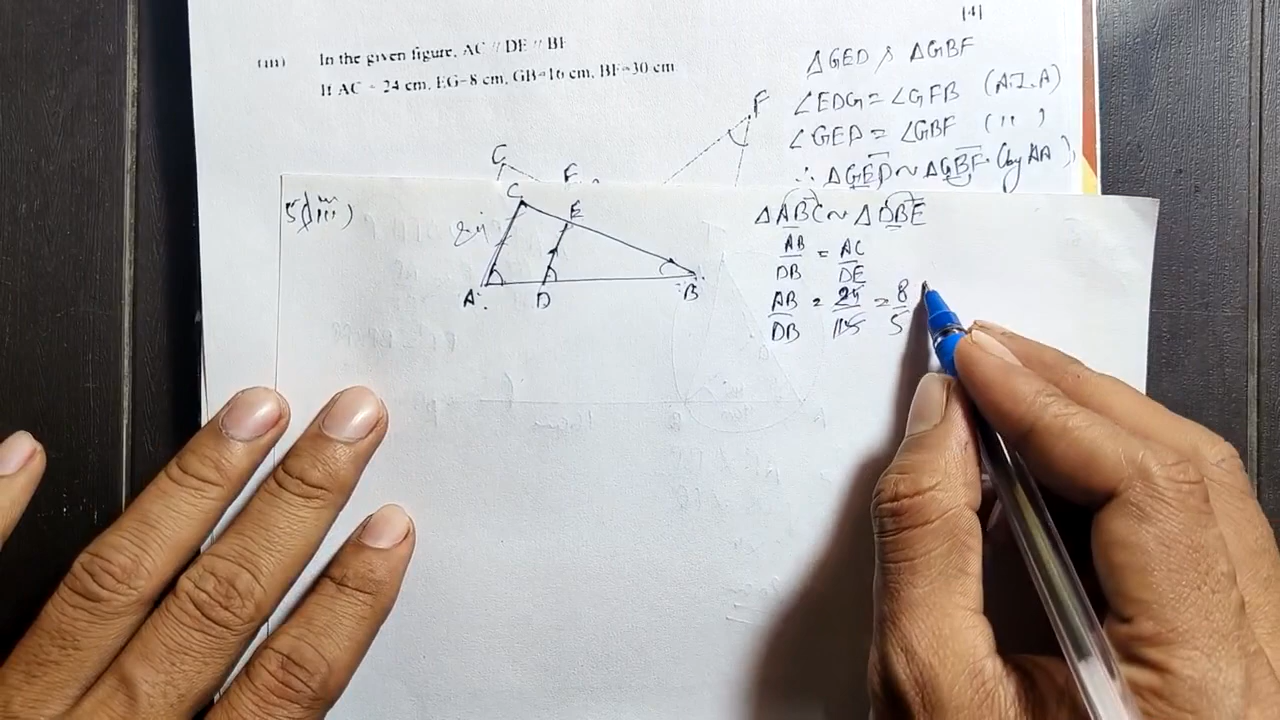 [4]
(iii) In the given figure, AC // DE // BF
If AC = 24 cm, EG=8 cm, GB=16 cm, BF=30 cm
ΔGED & ΔGBF
∠EDG = ∠GFB (A.I.A)
∠GED = ∠GBF (11)
∴ ΔGED ~ ΔGBF (by AA)
F
C
E
5(iii)
C
E
A
D
B
ΔABC ~ ΔDBE
AB/DB = AC/DE
AB/DB = 24/15 = 8/5